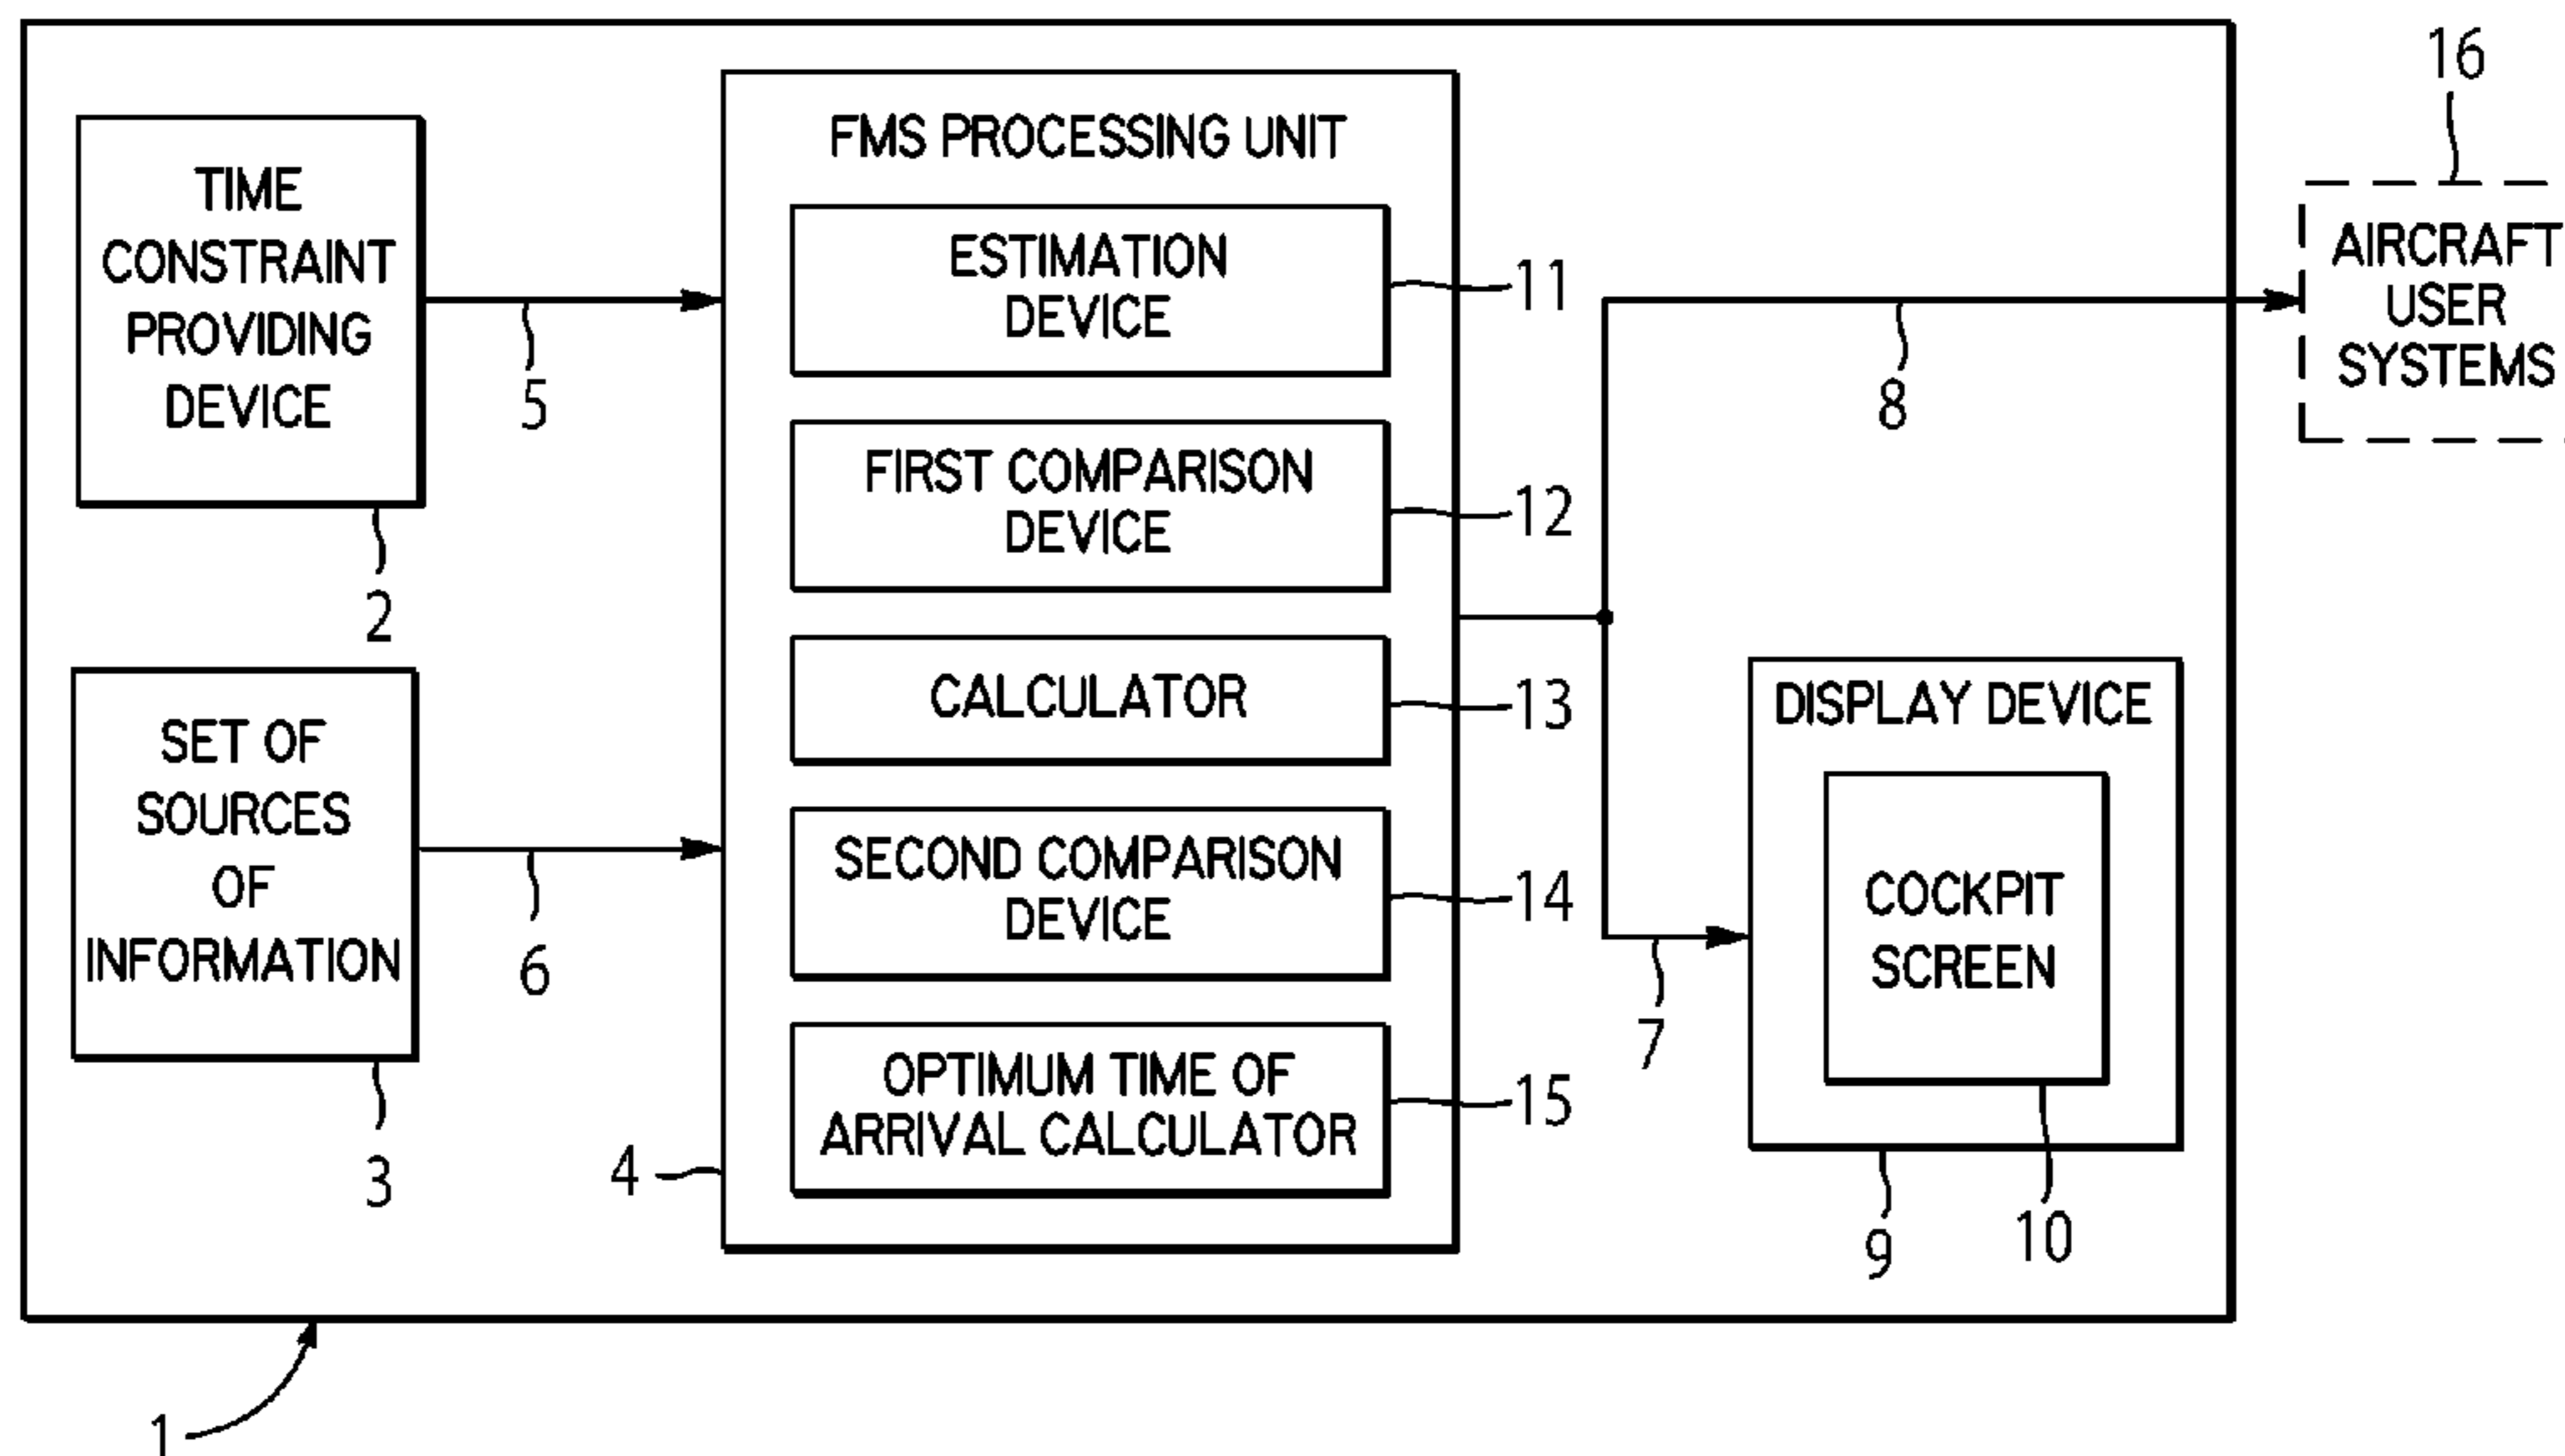 16
FMS PROCESSING UNIT
TIME
CONSTRAINT
PROVIDING
DEVICE
5
2
ESTIMATION
DEVICE
11
AIRCRAFT
USER
SYSTEMS
8
FIRST COMPARISON
DEVICE
12
CALCULATOR
13
SET OF
SOURCES
OF
INFORMATION
6
3
SECOND COMPARISON
DEVICE
14
OPTIMUM TIME OF
ARRIVAL CALCULATOR
15
4
DISPLAY DEVICE
COCKPIT
SCREEN
7
9
10
1